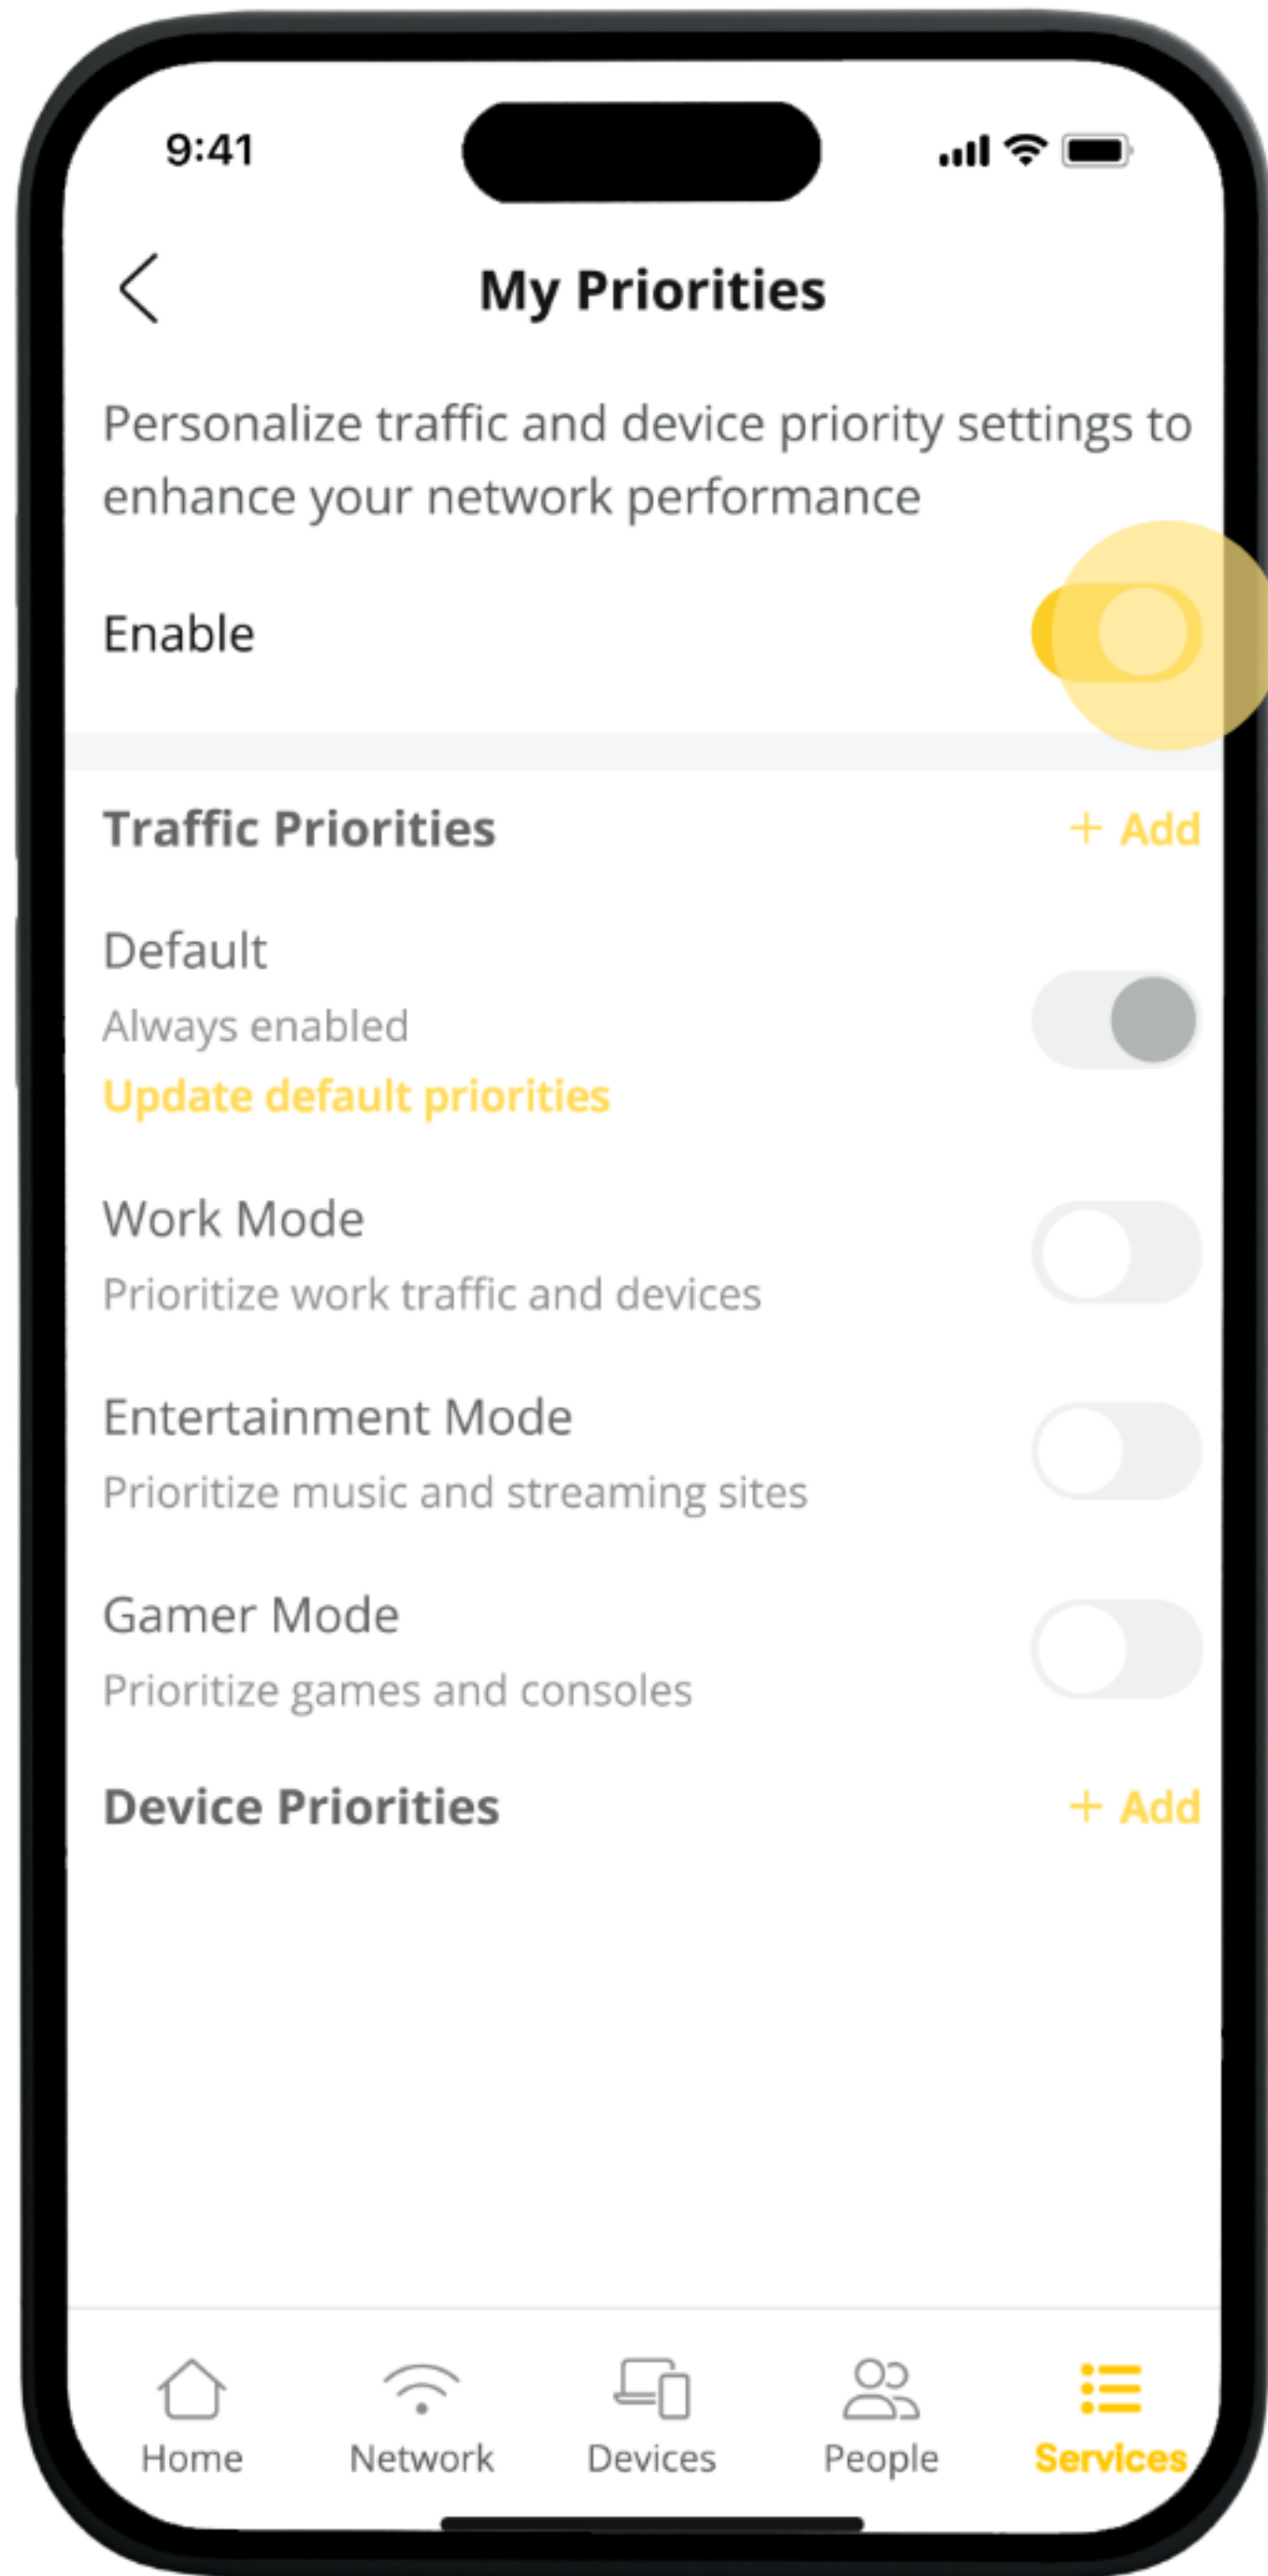 9:41
My Priorities
Personalize traffic and device priority settings to
enhance your network performance
Enable
Traffic Priorities
+ Add
Default
Always enabled
Update default priorities
Work Mode
Prioritize work traffic and devices
Entertainment Mode
Prioritize music and streaming sites
Gamer Mode
Prioritize games and consoles
Device Priorities
+ Add
Home
Network
Devices
People
Services